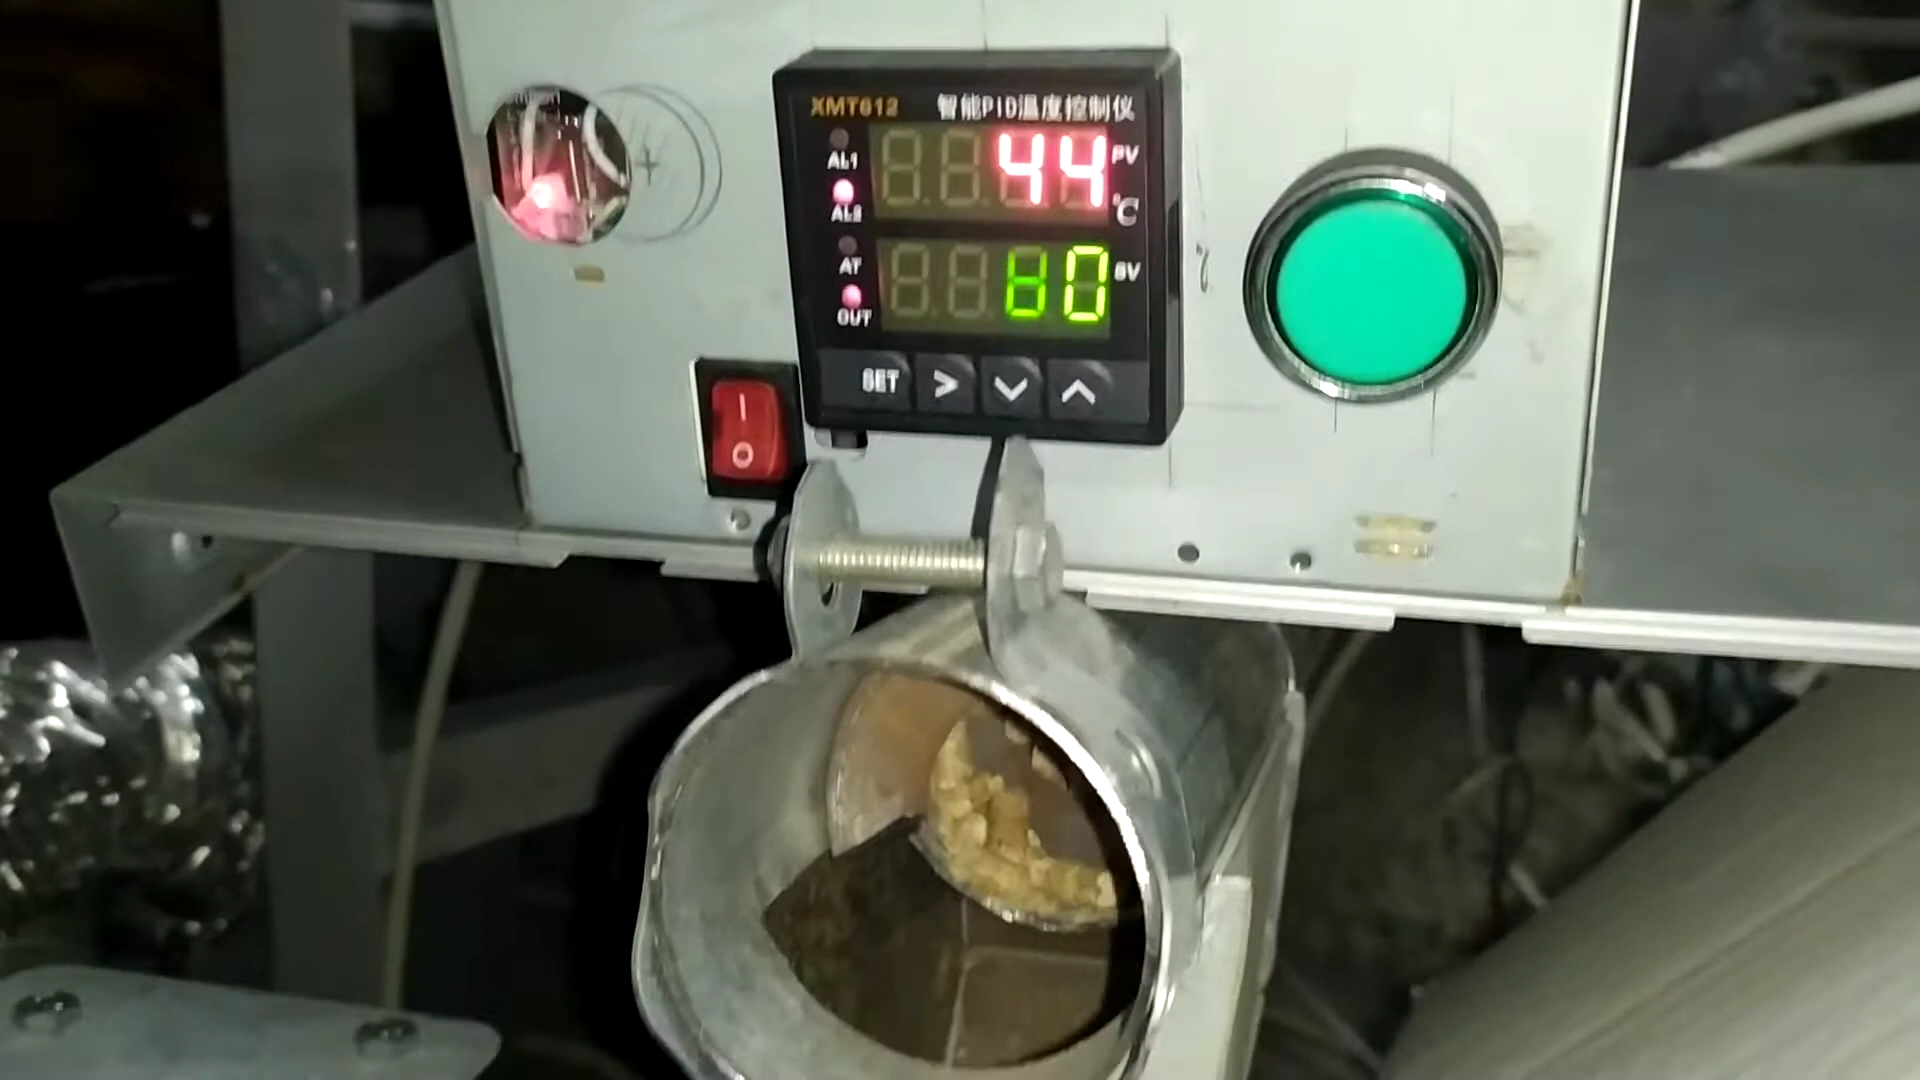 XMT612 智能PID温度控制仪
AL1 44 PV
AL2 ℃
AT 60 SV
OUT
SET > ∨ ∧
I
O